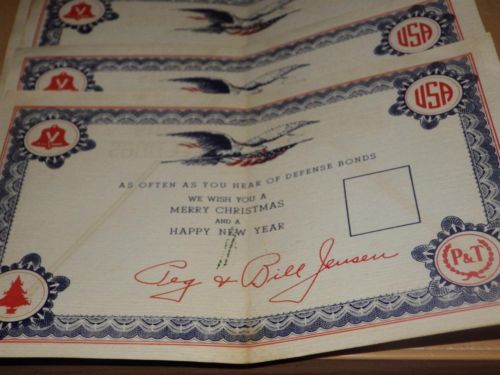 V
USA
V
USA
V
USA
AS OFTEN AS YOU HEAR OF DEFENSE BONDS
WE WISH YOU A
MERRY CHRISTMAS
AND A
HAPPY NEW YEAR
Peg & Bill Jensen
P&T